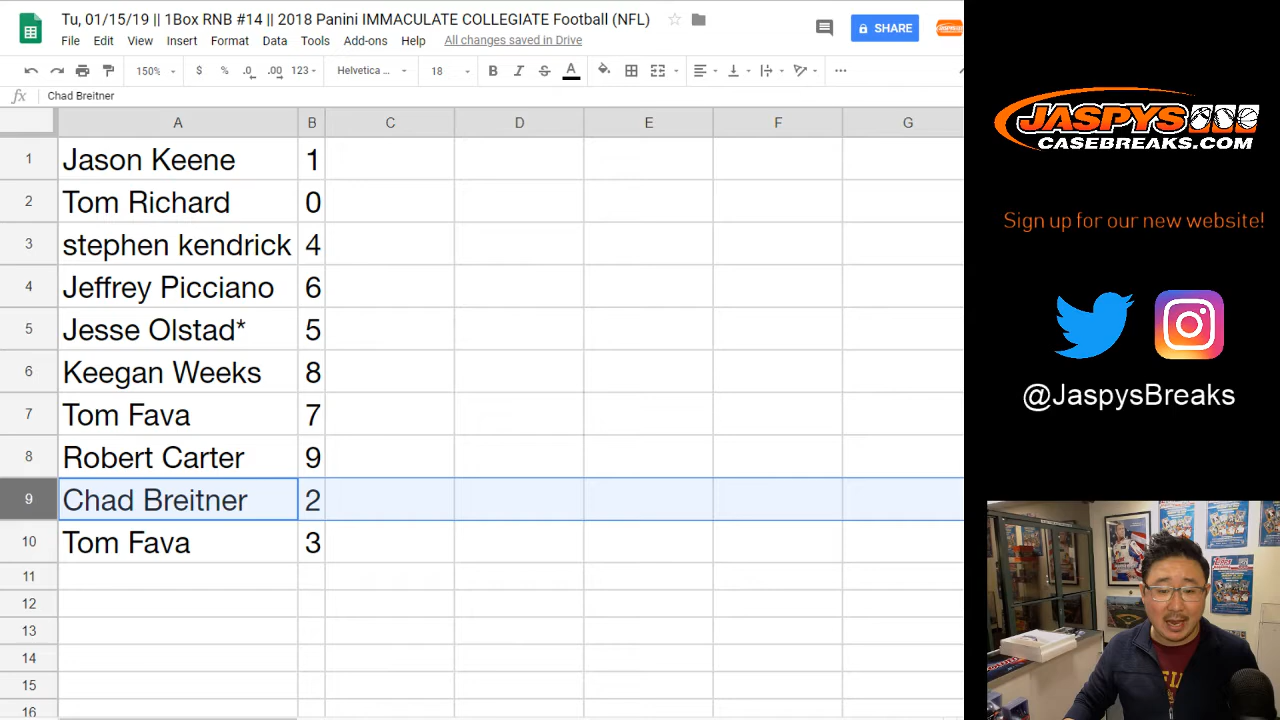 Tu, 01/15/19 || 1Box RNB #14 || 2018 Panini IMMACULATE COLLEGIATE Football (NFL)
SHARE
File Edit View Insert Format Data Tools Add-ons Help All changes saved in Drive
150% $ % .0 .00 123 Helvetica ... 18 B I S A
fx Chad Breitner
A B C D E F G
1 Jason Keene 1
2 Tom Richard 0
3 stephen kendrick 4
4 Jeffrey Picciano 6
5 Jesse Olstad* 5
6 Keegan Weeks 8
7 Tom Fava 7
8 Robert Carter 9
9 Chad Breitner 2
10 Tom Fava 3
11
12
13
14
15
16
JASPYS
CASEBREAKS.COM
Sign up for our new website!
@JaspysBreaks